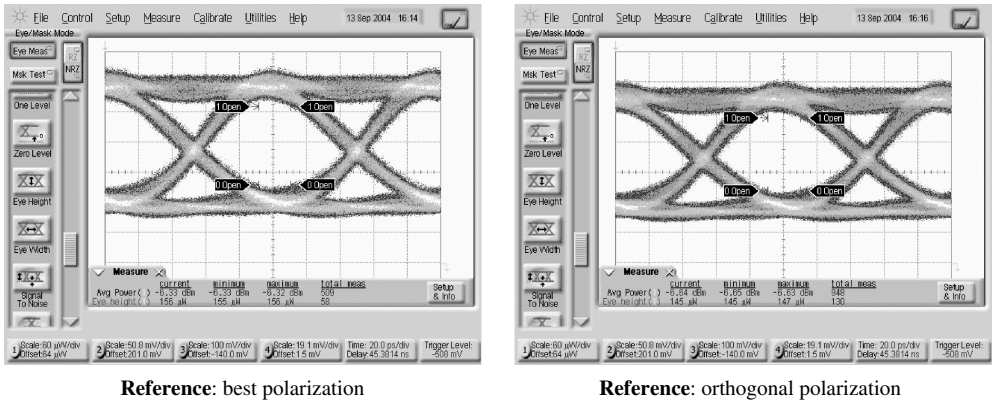 File Control Setup Measure Calibrate Utilities Help 13 Sep 2004 16:14
Eye/Mask Mode
Eye Meas
Msk Test
RZ
NRZ
One Level
Zero Level
Eye Height
Eye Width
Signal
To Noise
1 Open 1 Open
0 Open 0 Open
Measure
current minimum maximum total meas
Avg Power( ) -6.33 dBm -6.33 dBm -6.32 dBm 509
Eye height( ) 156 µW 155 µW 156 µW 58
Setup
& Info
1 Scale:60 µW/div
Offset:64 µW
2 Scale:50.8 mV/div
Offset:201.0 mV
3 Scale:100 mV/div
Offset:-140.0 mV
4 Scale:19.1 mV/div
Offset:1.5 mV
Time: 20.0 ps/div
Delay:45.3814 ns
Trigger Level:
-508 mV
Reference: best polarization
File Control Setup Measure Calibrate Utilities Help 13 Sep 2004 16:16
Eye/Mask Mode
Eye Meas
Msk Test
RZ
NRZ
One Level
Zero Level
Eye Height
Eye Width
Signal
To Noise
1 Open 1 Open
0 Open 0 Open
Measure
current minimum maximum total meas
Avg Power( ) -6.64 dBm -6.65 dBm -6.63 dBm 948
Eye height( ) 145 µW 145 µW 147 µW 130
Setup
& Info
1 Scale:60 µW/div
Offset:64 µW
2 Scale:50.8 mV/div
Offset:201.0 mV
3 Scale:100 mV/div
Offset:-140.0 mV
4 Scale:19.1 mV/div
Offset:1.5 mV
Time: 20.0 ps/div
Delay:45.3814 ns
Trigger Level:
-508 mV
Reference: orthogonal polarization